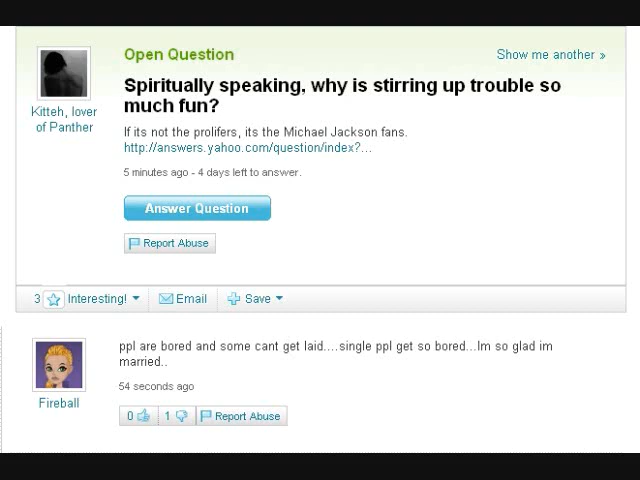 Open Question
Show me another »
Spiritually speaking, why is stirring up trouble so
much fun?
Kitteh, lover
of Panther
If its not the prolifers, its the Michael Jackson fans.
http://answers.yahoo.com/question/index?...
5 minutes ago - 4 days left to answer.
Answer Question
Report Abuse
3 Interesting! Email Save
ppl are bored and some cant get laid....single ppl get so bored...Im so glad im
married..
54 seconds ago
Fireball
0 1 Report Abuse